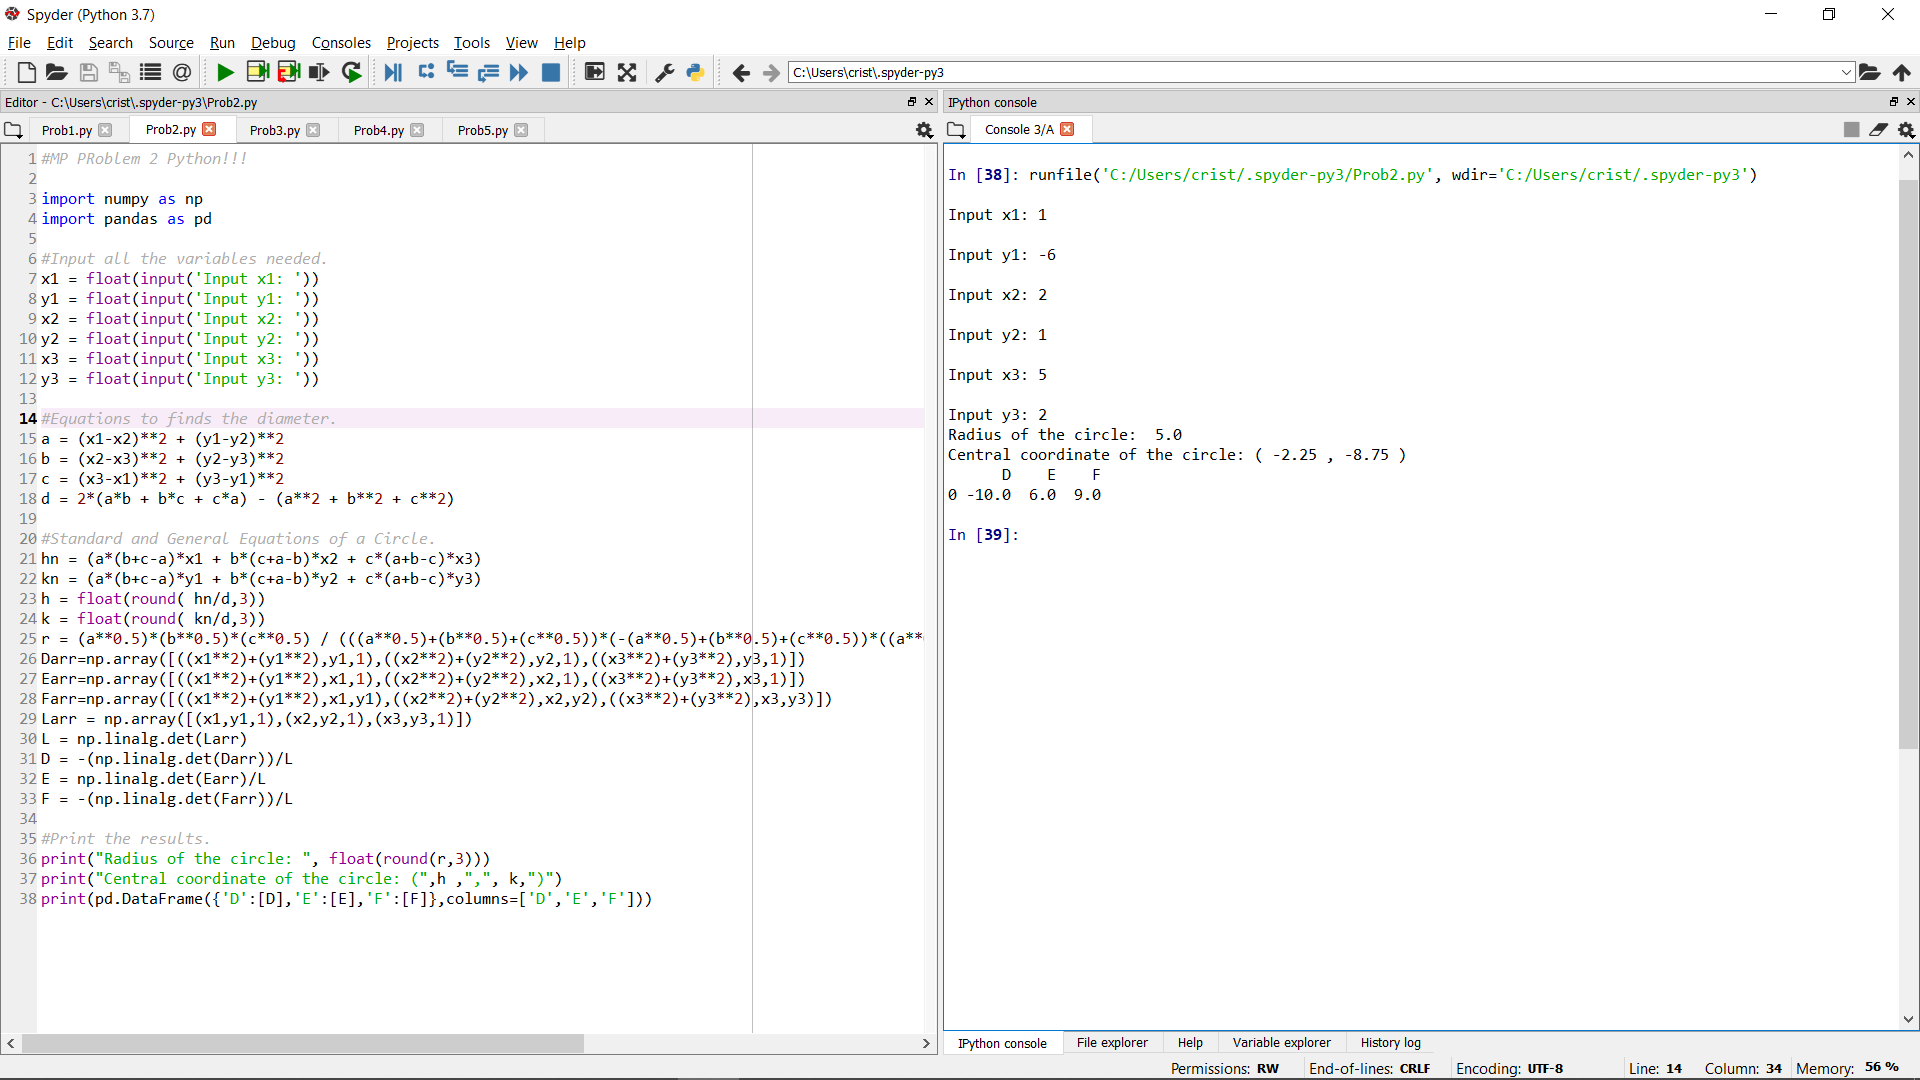 Spyder (Python 3.7)
File Edit Search Source Run Debug Consoles Projects Tools View Help
C:\Users\crist\.spyder-py3
Editor - C:\Users\crist\.spyder-py3\Prob2.py
Prob1.py Prob2.py Prob3.py Prob4.py Prob5.py
1 #MP PRoblem 2 Python!!!
2
3 import numpy as np
4 import pandas as pd
5
6 #Input all the variables needed.
7 x1 = float(input('Input x1: '))
8 y1 = float(input('Input y1: '))
9 x2 = float(input('Input x2: '))
10 y2 = float(input('Input y2: '))
11 x3 = float(input('Input x3: '))
12 y3 = float(input('Input y3: '))
13
14 #Equations to finds the diameter.
15 a = (x1-x2)**2 + (y1-y2)**2
16 b = (x2-x3)**2 + (y2-y3)**2
17 c = (x3-x1)**2 + (y3-y1)**2
18 d = 2*(a*b + b*c + c*a) - (a**2 + b**2 + c**2)
19
20 #Standard and General Equations of a Circle.
21 hn = (a*(b+c-a)*x1 + b*(c+a-b)*x2 + c*(a+b-c)*x3)
22 kn = (a*(b+c-a)*y1 + b*(c+a-b)*y2 + c*(a+b-c)*y3)
23 h = float(round( hn/d,3))
24 k = float(round( kn/d,3))
25 r = (a**0.5)*(b**0.5)*(c**0.5) / (((a**0.5)+(b**0.5)+(c**0.5))*(-(a**0.5)+(b**0.5)+(c**0.5))*((a**
26 Darr=np.array([((x1**2)+(y1**2),y1,1),((x2**2)+(y2**2),y2,1),((x3**2)+(y3**2),y3,1)])
27 Earr=np.array([((x1**2)+(y1**2),x1,1),((x2**2)+(y2**2),x2,1),((x3**2)+(y3**2),x3,1)])
28 Farr=np.array([((x1**2)+(y1**2),x1,y1),((x2**2)+(y2**2),x2,y2),((x3**2)+(y3**2),x3,y3)])
29 Larr = np.array([(x1,y1,1),(x2,y2,1),(x3,y3,1)])
30 L = np.linalg.det(Larr)
31 D = -(np.linalg.det(Darr))/L
32 E = np.linalg.det(Earr)/L
33 F = -(np.linalg.det(Farr))/L
34
35 #Print the results.
36 print("Radius of the circle: ", float(round(r,3)))
37 print("Central coordinate of the circle: (",h ,",", k,")")
38 print(pd.DataFrame({'D':[D],'E':[E],'F':[F]},columns=['D','E','F']))
IPython console
Console 3/A
In [38]: runfile('C:/Users/crist/.spyder-py3/Prob2.py', wdir='C:/Users/crist/.spyder-py3')
Input x1: 1
Input y1: -6
Input x2: 2
Input y2: 1
Input x3: 5
Input y3: 2
Radius of the circle:  5.0
Central coordinate of the circle: ( -2.25 , -8.75 )
D E F
0 -10.0 6.0 9.0
In [39]:
IPython console File explorer Help Variable explorer History log
Permissions: RW End-of-lines: CRLF Encoding: UTF-8 Line: 14 Column: 34 Memory: 56 %